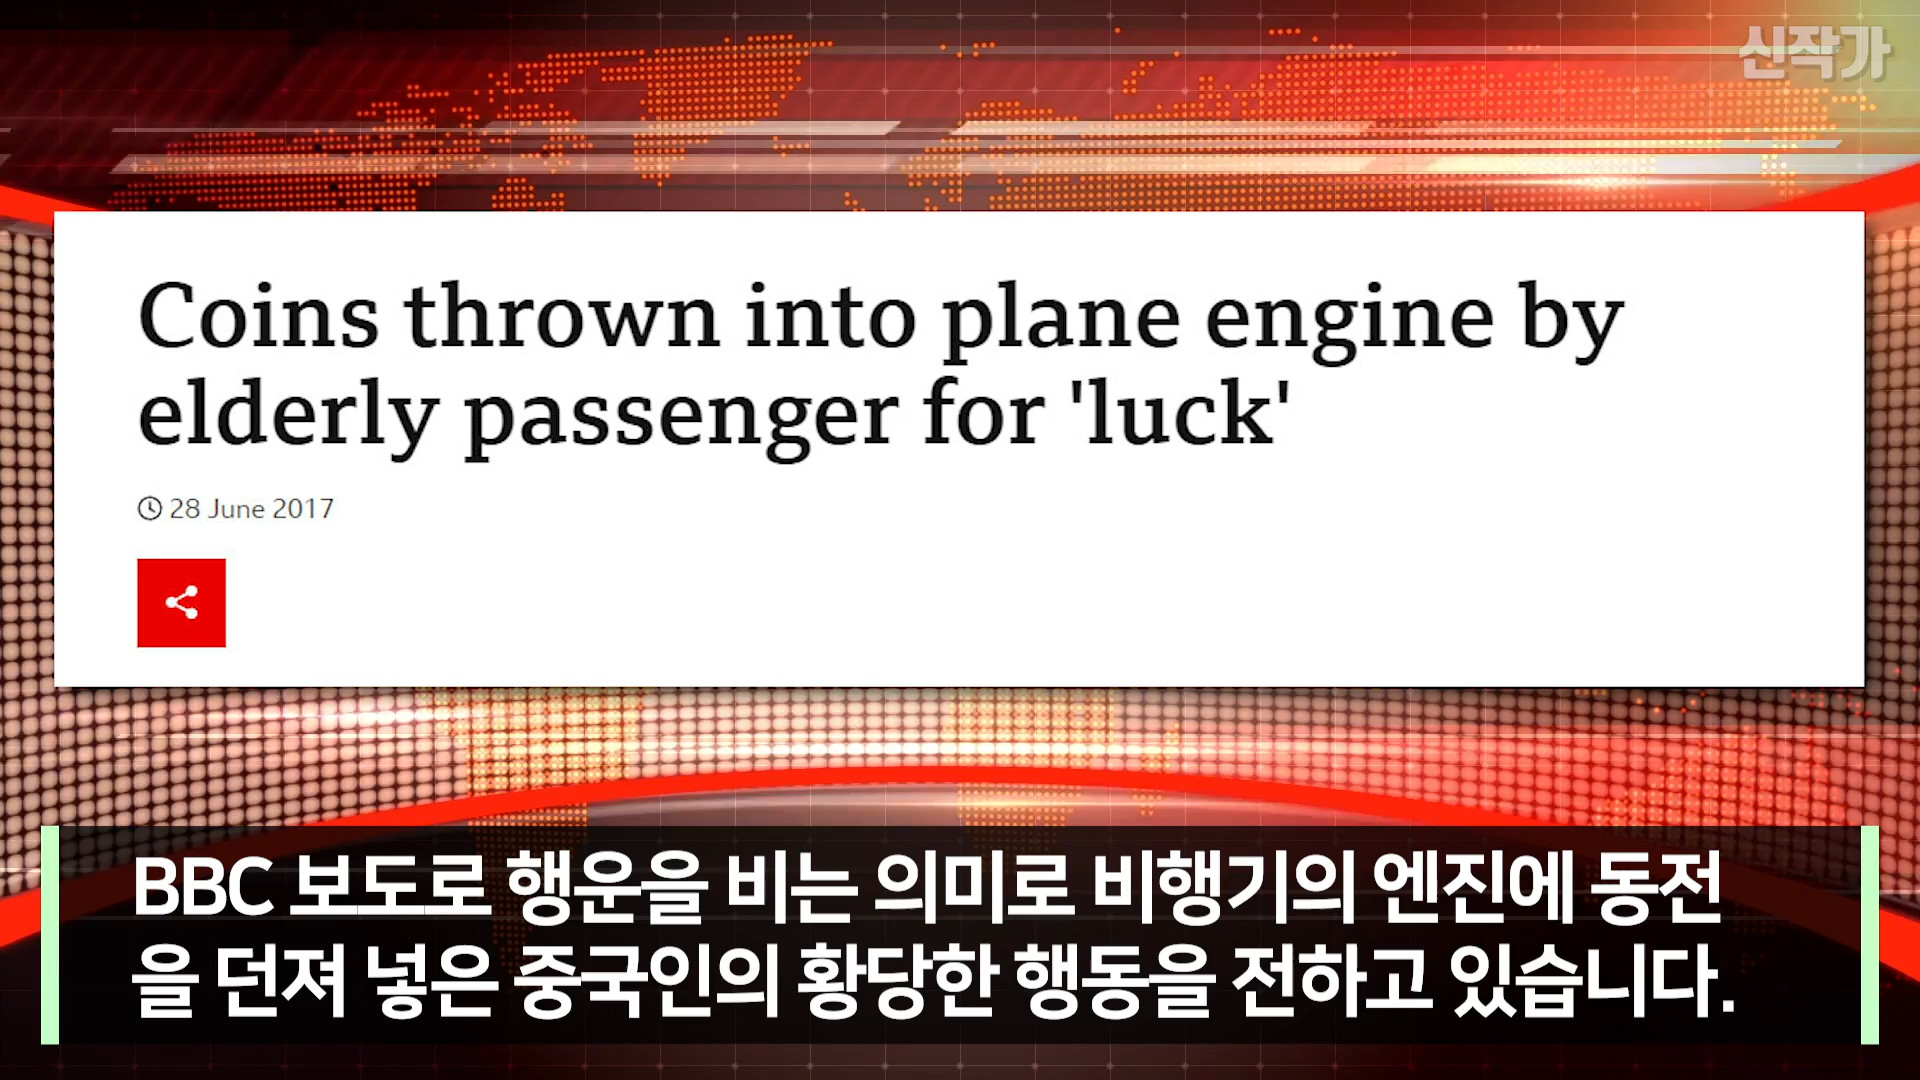 신작가
Coins thrown into plane engine by
elderly passenger for 'luck'
28 June 2017
BBC 보도로 행운을 비는 의미로 비행기의 엔진에 동전
을 던져 넣은 중국인의 황당한 행동을 전하고 있습니다.